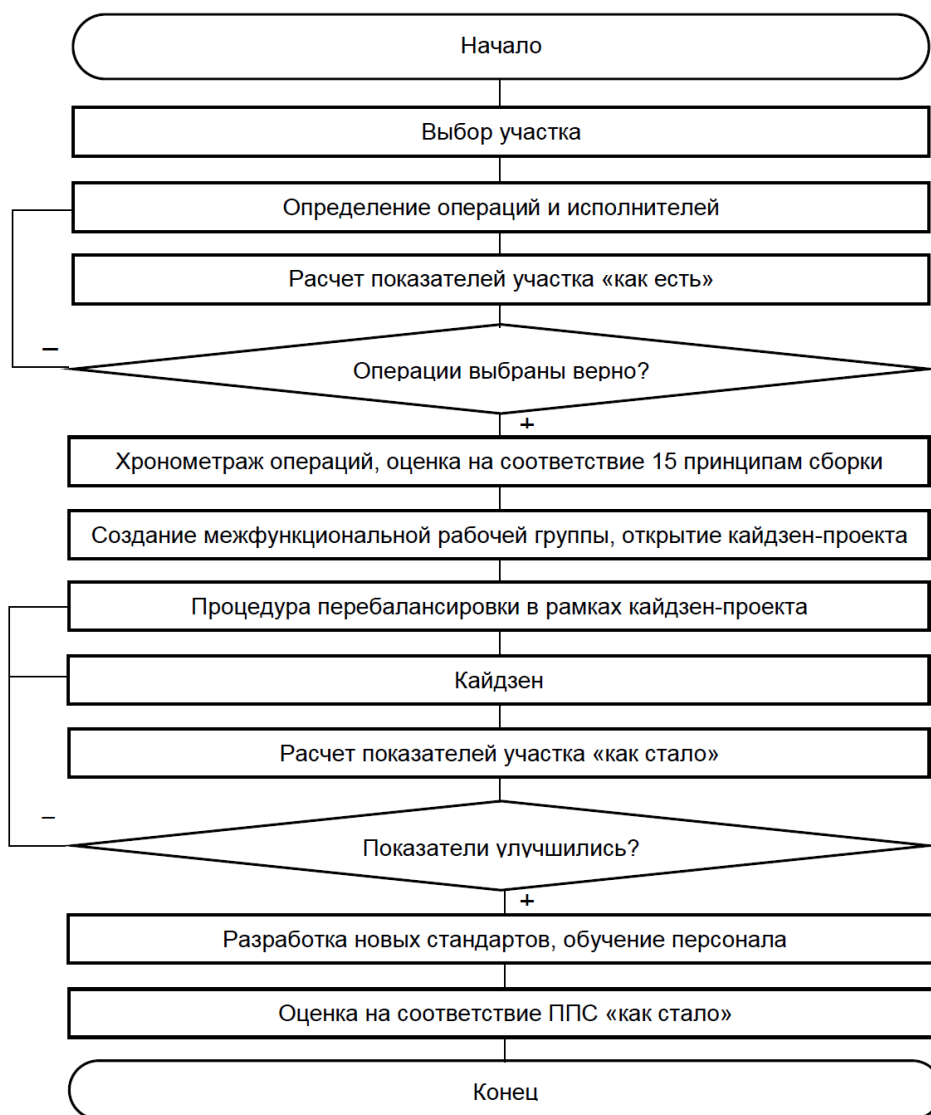 Начало
Выбор участка
Определение операций и исполнителей
Расчет показателей участка «как есть»
–
Операции выбраны верно?
+
Хронометраж операций, оценка на соответствие 15 принципам сборки
Создание межфункциональной рабочей группы, открытие кайдзен-проекта
Процедура перебалансировки в рамках кайдзен-проекта
Кайдзен
Расчет показателей участка «как стало»
–
Показатели улучшились?
+
Разработка новых стандартов, обучение персонала
Оценка на соответствие ППС «как стало»
Конец